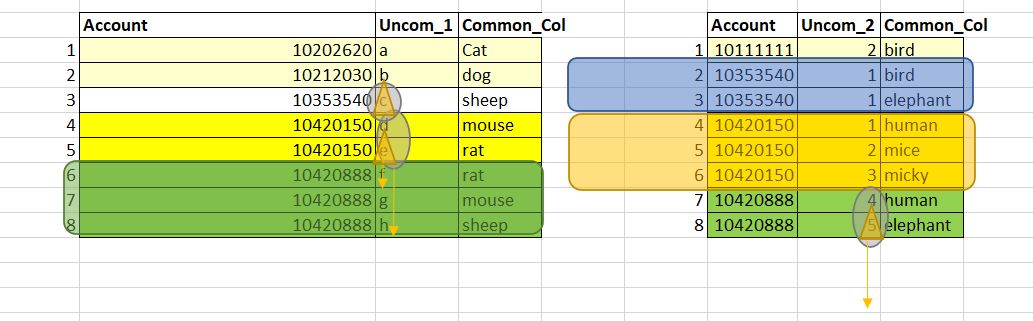 Account Uncom_1 Common_Col Account Uncom_2 Common_Col
1 10202620 a Cat 1 10111111 2 bird
2 10212030 b dog 2 10353540 1 bird
3 10353540 c sheep 3 10353540 1 elephant
4 10420150 d mouse 4 10420150 1 human
5 10420150 e rat 5 10420150 2 mice
6 10420888 f rat 6 10420150 3 micky
7 10420888 g mouse 7 10420888 4 human
8 10420888 h sheep 8 10420888 5 elephant